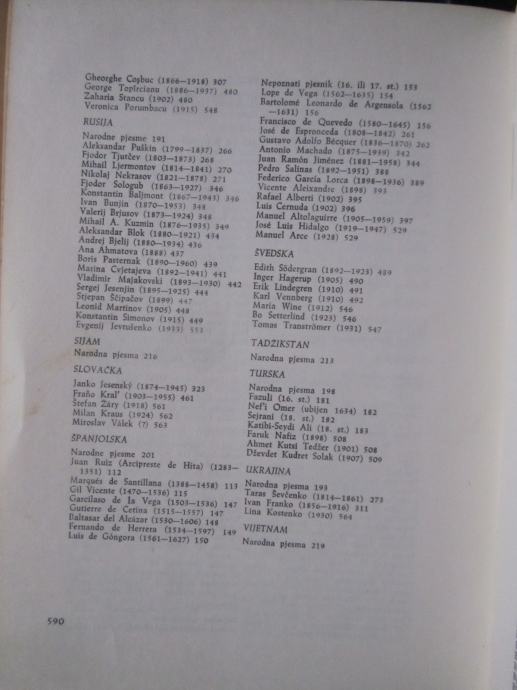 Gheorghe Coșbuc (1866—1918) 307
George Topîrcianu (1886—1937) 480
Zaharia Stancu (1902) 480
Veronica Porumbacu (1915) 548
RUSIJA
Narodne pjesme 191
Aleksandar Puškin (1799—1837) 266
Fjodor Tjutčev (1803—1873) 268
Mihail Ljermontov (1814—1841) 270
Nikolaj Nekrasov (1821—1878) 271
Fjodor Sologub (1863—1927) 346
Konstantin Baljmont (1867—1943) 346
Ivan Bunjin (1870—1953) 348
Valerij Brjusov (1873—1924) 348
Mihail A. Kuzmin (1876—1935) 349
Aleksandar Blok (1880—1921) 434
Andrej Bjelij (1880—1934) 436
Ana Ahmatova (1888) 437
Boris Pasternak (1890—1960) 439
Marina Cvjetajeva (1892—1941) 441
Vladimir Majakovski (1893—1930) 442
Sergej Jesenjin (1895—1925) 444
Stjepan Ščipačov (1899) 447
Leonid Martinov (1905) 448
Konstantin Simonov (1915) 449
Evgenij Jevtušenko (1933) 553
SIJAM
Narodna pjesma 216
SLOVAČKA
Janko Jesenský (1874—1945) 323
Fraňo Kraľ (1903—1955) 461
Štefan Žáry (1918) 561
Milan Kraus (1924) 562
Miroslav Válek (?) 563
ŠPANJOLSKA
Narodne pjesme 201
Juan Ruiz (Arcipreste de Hita) (1283—
1351) 112
Marqués de Santillana (1388—1458) 113
Gil Vicente (1470—1536) 115
Garcilaso de la Vega (1503—1536) 147
Gutierre de Cetina (1515—1557) 147
Baltasar del Alcázar (1530—1606) 148
Fernando de Herrera (1534—1597) 149
Luis de Góngora (1561—1627) 150
Nepoznati pjesnik (16. ili 17. st.) 153
Lope de Vega (1562—1635) 154
Bartolomé Leonardo de Argensola (1562
—1631) 156
Francisco de Quevedo (1580—1645) 156
José de Espronceda (1808—1842) 261
Gustavo Adolfo Bécquer (1836—1870) 262
Antonio Machado (1875—1939) 342
Juan Ramón Jiménez (1881—1958) 344
Pedro Salinas (1892—1951) 388
Federico García Lorca (1898—1936) 389
Vicente Aleixandre (1898) 393
Rafael Alberti (1902) 395
Luis Cernuda (1902) 396
Manuel Altolaguirre (1905—1959) 397
José Luis Hidalgo (1919—1947) 529
Manuel Arce (1928) 529
ŠVEDSKA
Edith Södergran (1892—1923) 489
Inger Hagerup (1905) 490
Erik Lindegren (1910) 491
Karl Vennberg (1910) 492
Maria Wine (1912) 546
Bo Setterlind (1923) 546
Tomas Tranströmer (1931) 547
TADŽIKSTAN
Narodna pjesma 213
TURSKA
Narodna pjesma 198
Fazuli (16. st.) 181
Nef'i Omer (ubijen 1634) 182
Sejrani (18. st.) 182
Katibi-Seydi Ali (18. st.) 183
Faruk Nafiz (1898) 508
Ahmet Kutsi Tedžer (1901) 508
Dževdet Kudret Solak (1907) 509
UKRAJINA
Narodna pjesma 193
Taras Ševčenko (1814—1861) 273
Ivan Franko (1856—1916) 311
Lina Kostenko (1930) 564
VIJETNAM
Narodna pjesma 219
590